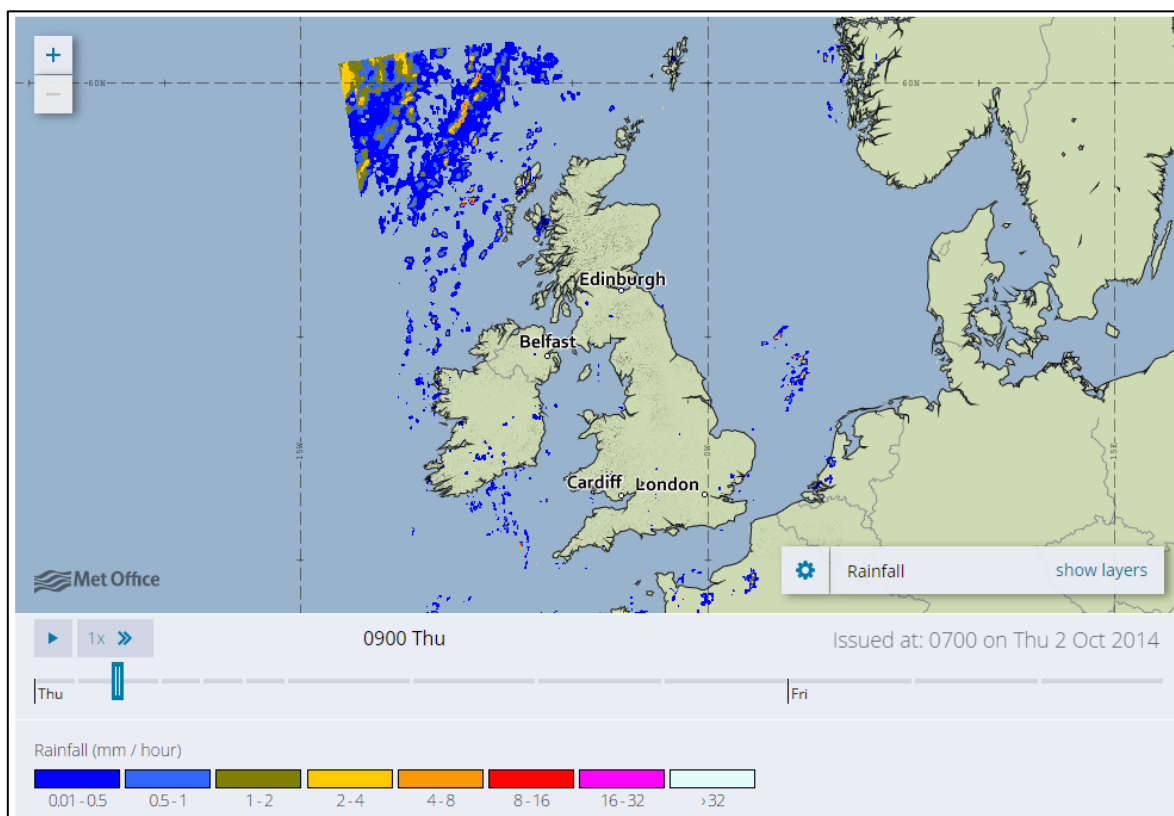 +
60N
60N
−
Edinburgh
Belfast
15W
0W
15E
Cardiff
London
Met Office
Rainfall
show layers
1x
0900 Thu
Issued at: 0700 on Thu 2 Oct 2014
Thu
Fri
Rainfall (mm / hour)
0.01 - 0.5
0.5 - 1
1 - 2
2 - 4
4 - 8
8 - 16
16 - 32
› 32